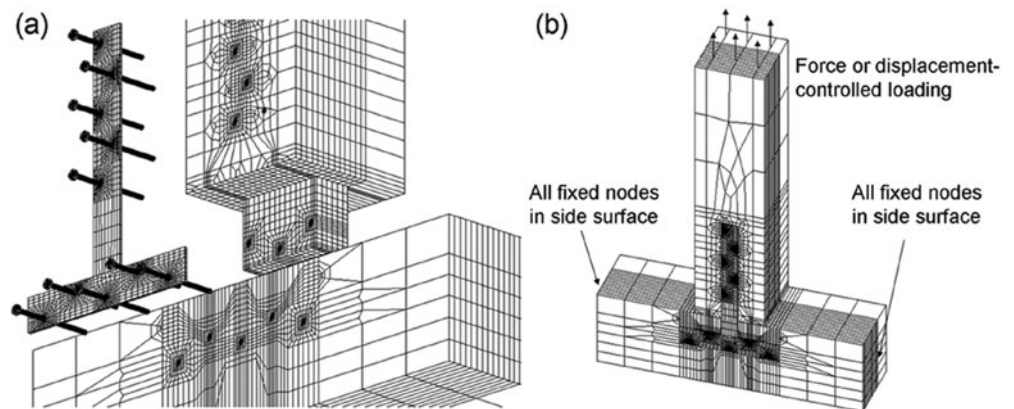 (a)
(b)
Force or displacement-
controlled loading
All fixed nodes
in side surface
All fixed nodes
in side surface